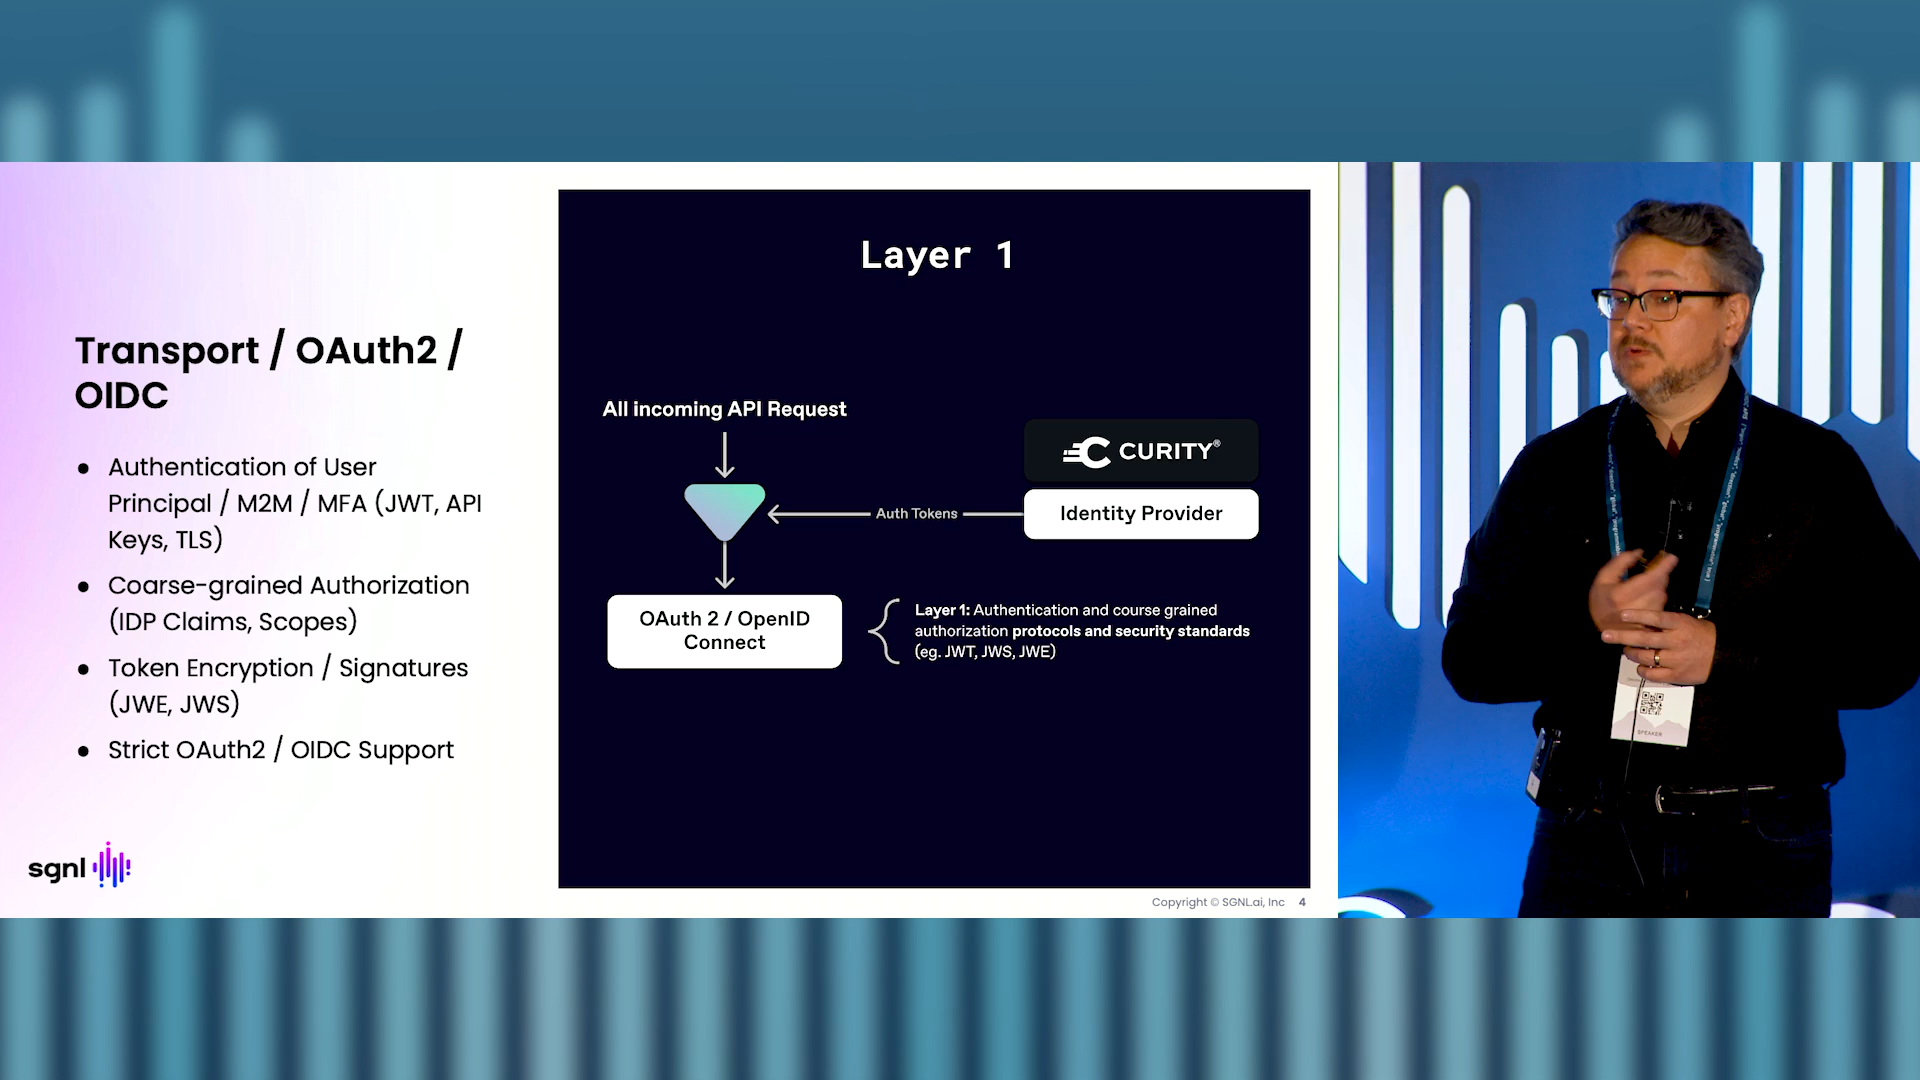 Transport / OAuth2 /
OIDC
● Authentication of User
Principal / M2M / MFA (JWT, API
Keys, TLS)
● Coarse-grained Authorization
(IDP Claims, Scopes)
● Token Encryption / Signatures
(JWE, JWS)
● Strict OAuth2 / OIDC Support
sgnl
Layer 1
All incoming API Request
CURITY®
Auth Tokens
Identity Provider
OAuth 2 / OpenID
Connect
Layer 1: Authentication and course grained
authorization protocols and security standards
(eg. JWT, JWS, JWE)
Copyright © SGNL.ai, Inc 4
SPEAKER